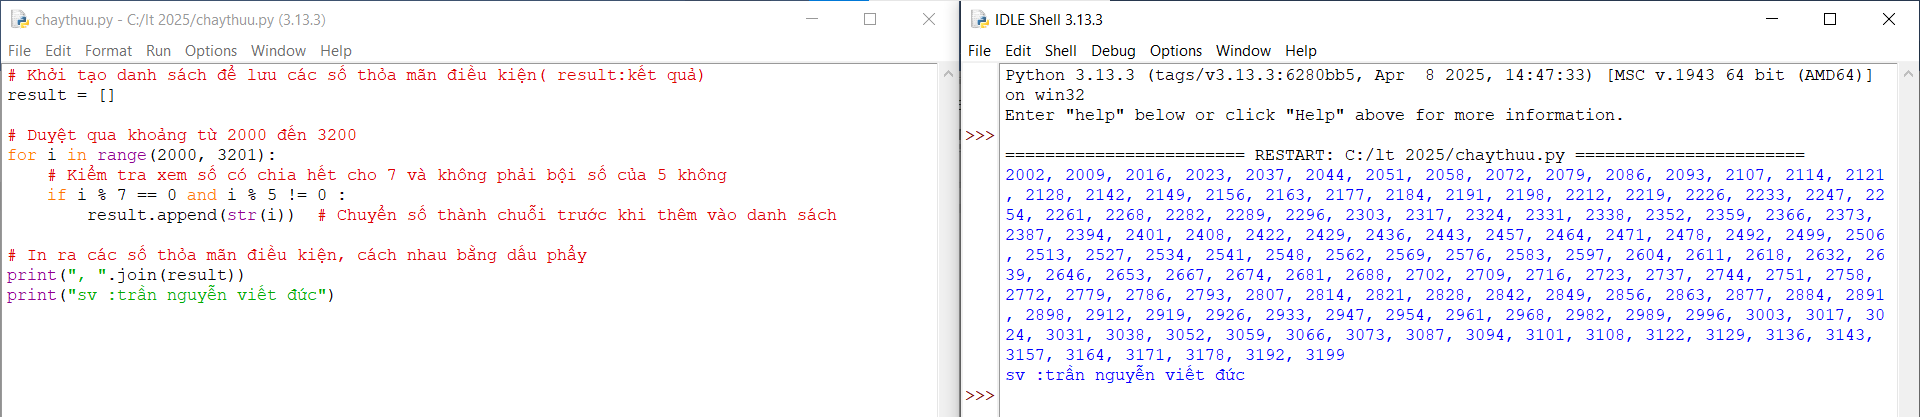 chaythuu.py - C:/lt 2025/chaythuu.py (3.13.3)
File Edit Format Run Options Window Help
# Khởi tạo danh sách để lưu các số thỏa mãn điều kiện( result:kết quả)
result = []
# Duyệt qua khoảng từ 2000 đến 3200
for i in range(2000, 3201):
    # Kiểm tra xem số có chia hết cho 7 và không phải bội số của 5 không
    if i % 7 == 0 and i % 5 != 0 :
        result.append(str(i))  # Chuyển số thành chuỗi trước khi thêm vào danh sách
# In ra các số thỏa mãn điều kiện, cách nhau bằng dấu phẩy
print(", ".join(result))
print("sv :trần nguyễn viết đức")
IDLE Shell 3.13.3
File Edit Shell Debug Options Window Help
Python 3.13.3 (tags/v3.13.3:6280bb5, Apr  8 2025, 14:47:33) [MSC v.1943 64 bit (AMD64)]
on win32
Enter "help" below or click "Help" above for more information.
>>>
======================== RESTART: C:/lt 2025/chaythuu.py =======================
2002, 2009, 2016, 2023, 2037, 2044, 2051, 2058, 2072, 2079, 2086, 2093, 2107, 2114, 2121
, 2128, 2142, 2149, 2156, 2163, 2177, 2184, 2191, 2198, 2212, 2219, 2226, 2233, 2247, 22
54, 2261, 2268, 2282, 2289, 2296, 2303, 2317, 2324, 2331, 2338, 2352, 2359, 2366, 2373,
2387, 2394, 2401, 2408, 2422, 2429, 2436, 2443, 2457, 2464, 2471, 2478, 2492, 2499, 2506
, 2513, 2527, 2534, 2541, 2548, 2562, 2569, 2576, 2583, 2597, 2604, 2611, 2618, 2632, 26
39, 2646, 2653, 2667, 2674, 2681, 2688, 2702, 2709, 2716, 2723, 2737, 2744, 2751, 2758,
2772, 2779, 2786, 2793, 2807, 2814, 2821, 2828, 2842, 2849, 2856, 2863, 2877, 2884, 2891
, 2898, 2912, 2919, 2926, 2933, 2947, 2954, 2961, 2968, 2982, 2989, 2996, 3003, 3017, 30
24, 3031, 3038, 3052, 3059, 3066, 3073, 3087, 3094, 3101, 3108, 3122, 3129, 3136, 3143,
3157, 3164, 3171, 3178, 3192, 3199
sv :trần nguyễn viết đức
>>>